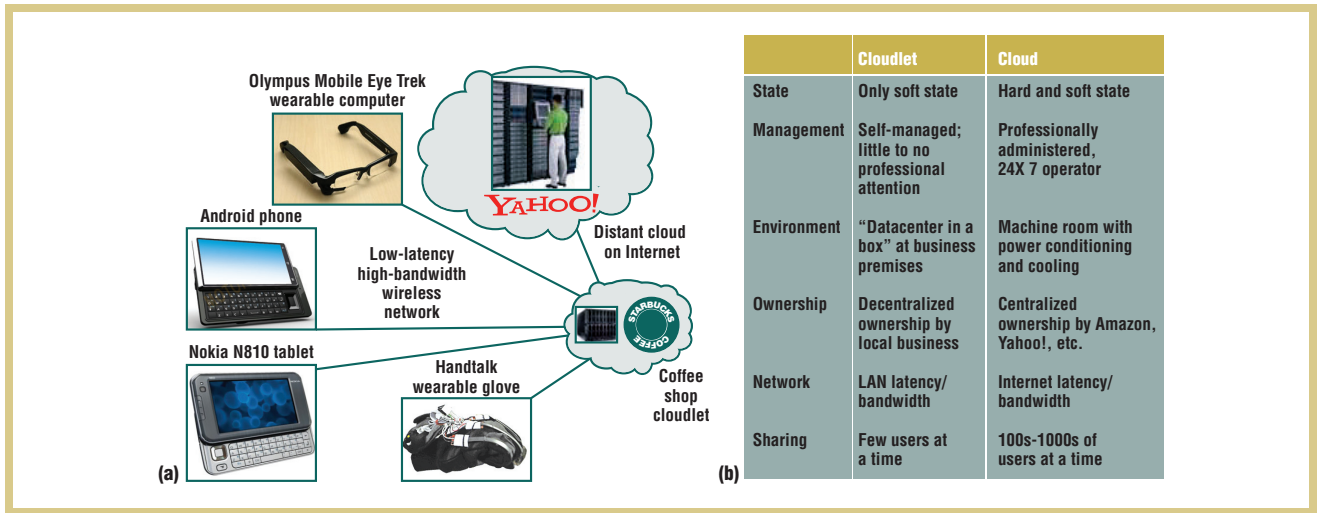 Olympus Mobile Eye Trek
wearable computer
YAHOO!
Distant cloud
on Internet
Android phone
Low-latency
high-bandwidth
wireless
network
STARBUCKS
COFFEE
Nokia N810 tablet
Handtalk
wearable glove
Coffee
shop
cloudlet
(a)
Cloudlet Cloud
State Only soft state Hard and soft state
Management Self-managed; Professionally
little to no administered,
professional 24X 7 operator
attention
Environment “Datacenter in a Machine room with
box” at business power conditioning
premises and cooling
Ownership Decentralized Centralized
ownership by ownership by Amazon,
local business Yahoo!, etc.
Network LAN latency/ Internet latency/
bandwidth bandwidth
Sharing Few users at 100s-1000s of
a time users at a time
(b)